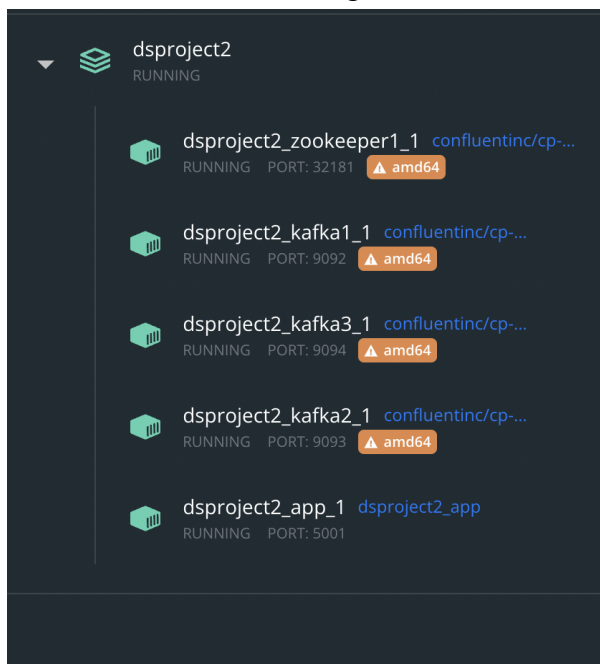 dsproject2
RUNNING
dsproject2_zookeeper1_1 confluentinc/cp-...
RUNNING PORT: 32181 amd64
dsproject2_kafka1_1 confluentinc/cp-...
RUNNING PORT: 9092 amd64
dsproject2_kafka3_1 confluentinc/cp-...
RUNNING PORT: 9094 amd64
dsproject2_kafka2_1 confluentinc/cp-...
RUNNING PORT: 9093 amd64
dsproject2_app_1 dsproject2_app
RUNNING PORT: 5001